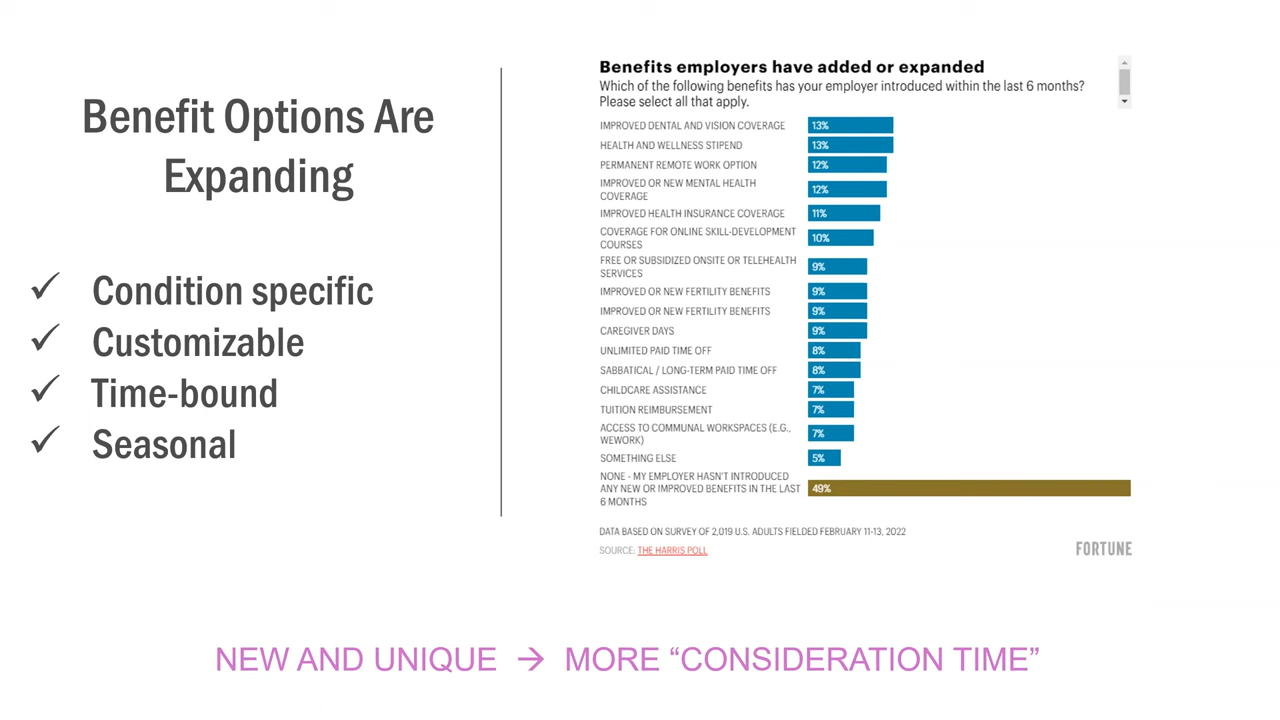 Benefit Options Are
Expanding
✓ Condition specific
✓ Customizable
✓ Time-bound
✓ Seasonal
Benefits employers have added or expanded
Which of the following benefits has your employer introduced within the last 6 months?
Please select all that apply.
IMPROVED DENTAL AND VISION COVERAGE 13%
HEALTH AND WELLNESS STIPEND 13%
PERMANENT REMOTE WORK OPTION 12%
IMPROVED OR NEW MENTAL HEALTH
COVERAGE 12%
IMPROVED HEALTH INSURANCE COVERAGE 11%
COVERAGE FOR ONLINE SKILL-DEVELOPMENT
COURSES 10%
FREE OR SUBSIDIZED ONSITE OR TELEHEALTH
SERVICES 9%
IMPROVED OR NEW FERTILITY BENEFITS 9%
IMPROVED OR NEW FERTILITY BENEFITS 9%
CAREGIVER DAYS 9%
UNLIMITED PAID TIME OFF 8%
SABBATICAL / LONG-TERM PAID TIME OFF 8%
CHILDCARE ASSISTANCE 7%
TUITION REIMBURSEMENT 7%
ACCESS TO COMMUNAL WORKSPACES (E.G.,
WEWORK) 7%
SOMETHING ELSE 5%
NONE - MY EMPLOYER HASN'T INTRODUCED
ANY NEW OR IMPROVED BENEFITS IN THE LAST 49%
6 MONTHS
DATA BASED ON SURVEY OF 2,019 U.S. ADULTS FIELDED FEBRUARY 11-13, 2022
SOURCE: THE HARRIS POLL
FORTUNE
NEW AND UNIQUE → MORE “CONSIDERATION TIME”